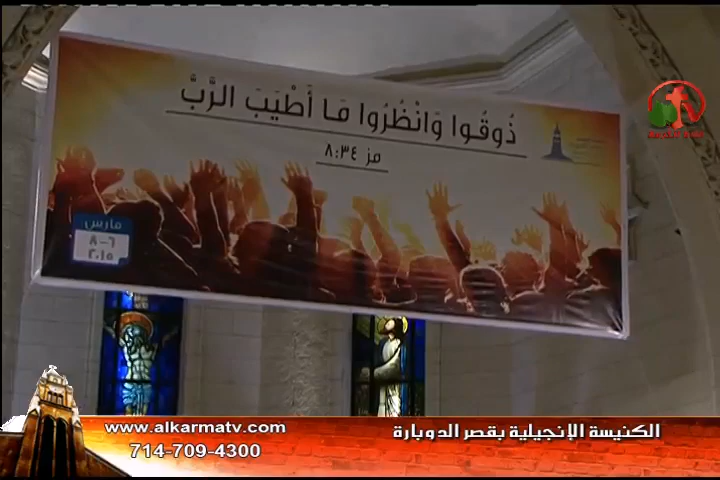 ذُوقُوا وَانْظُرُوا مَا أَطْيَبَ الرَّبَّ
مز ٨:٣٤
مارس
٨-٦
٢٠١٥
www.alkarmatv.com
714-709-4300
الكنيسة الإنجيلية بقصر الدوبارة